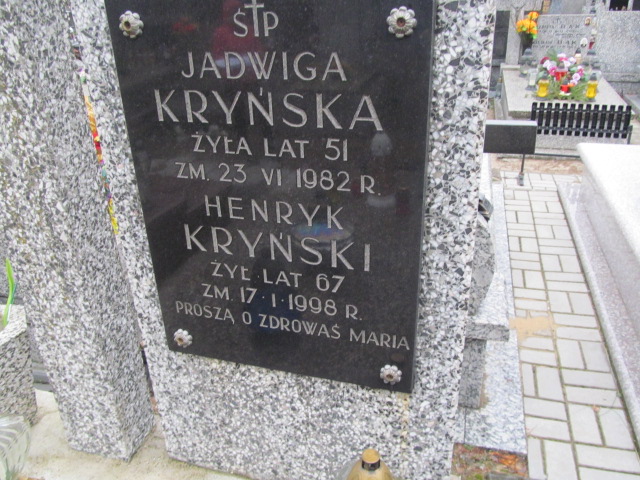 ŚP
JADWIGA
KRYŃSKA
ŻYŁA LAT 51
ZM. 23 VI 1982 R.
HENRYK
KRYŃSKI
ŻYŁ LAT 67
ZM. 17·I·1998 R.
PROSZĄ O ZDROWAŚ MARIA